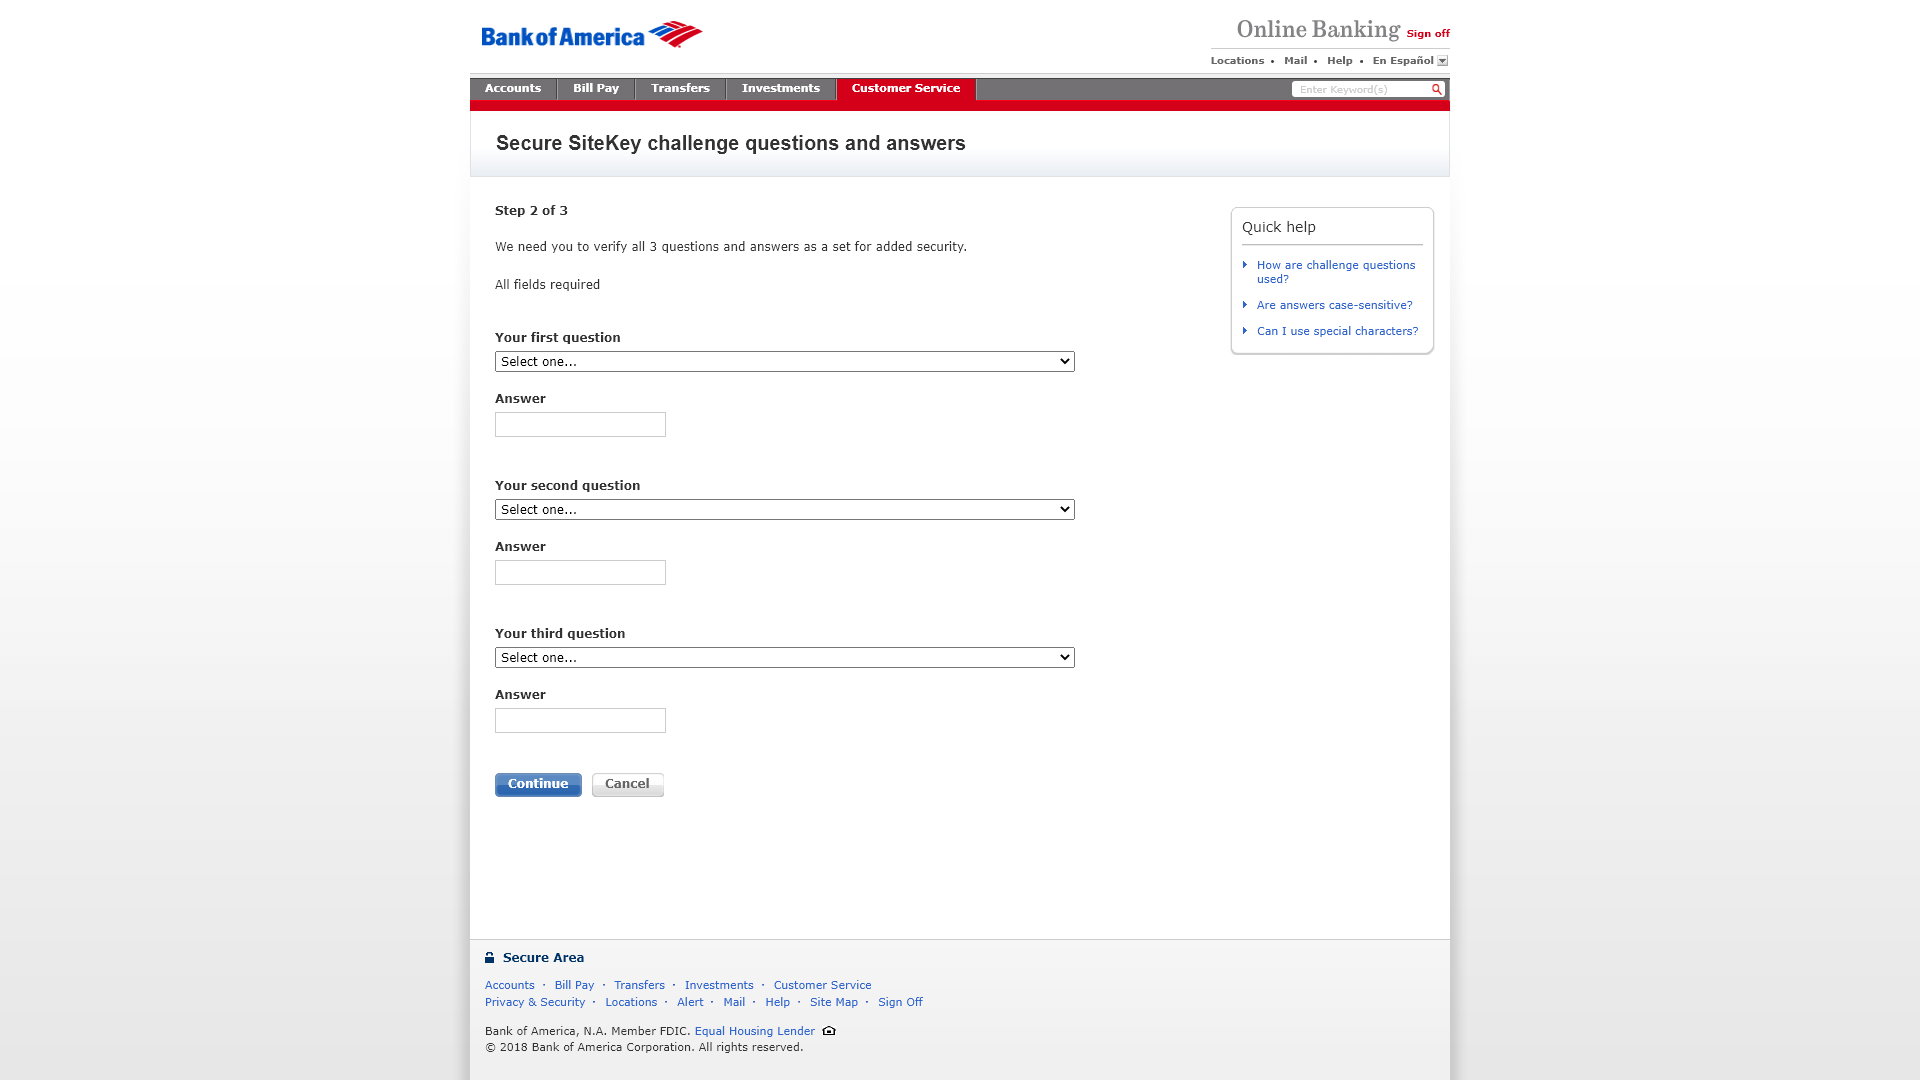 Bank of America
Online Banking Sign off
Locations • Mail • Help • En Español
Accounts Bill Pay Transfers Investments Customer Service Enter Keyword(s)
Secure SiteKey challenge questions and answers
Step 2 of 3
We need you to verify all 3 questions and answers as a set for added security.
All fields required
Your first question
Select one...
Answer
Your second question
Select one...
Answer
Your third question
Select one...
Answer
Continue Cancel
Quick help
How are challenge questions
used?
Are answers case-sensitive?
Can I use special characters?
Secure Area
Accounts · Bill Pay · Transfers · Investments · Customer Service
Privacy & Security · Locations · Alert · Mail · Help · Site Map · Sign Off
Bank of America, N.A. Member FDIC. Equal Housing Lender
© 2018 Bank of America Corporation. All rights reserved.